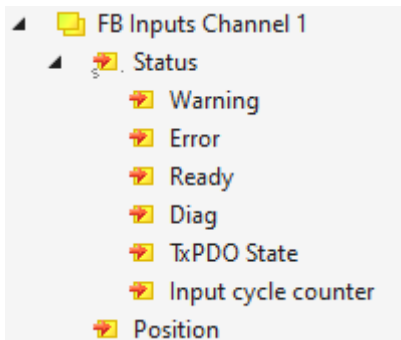 FB Inputs Channel 1
Status
Warning
Error
Ready
Diag
TxPDO State
Input cycle counter
Position